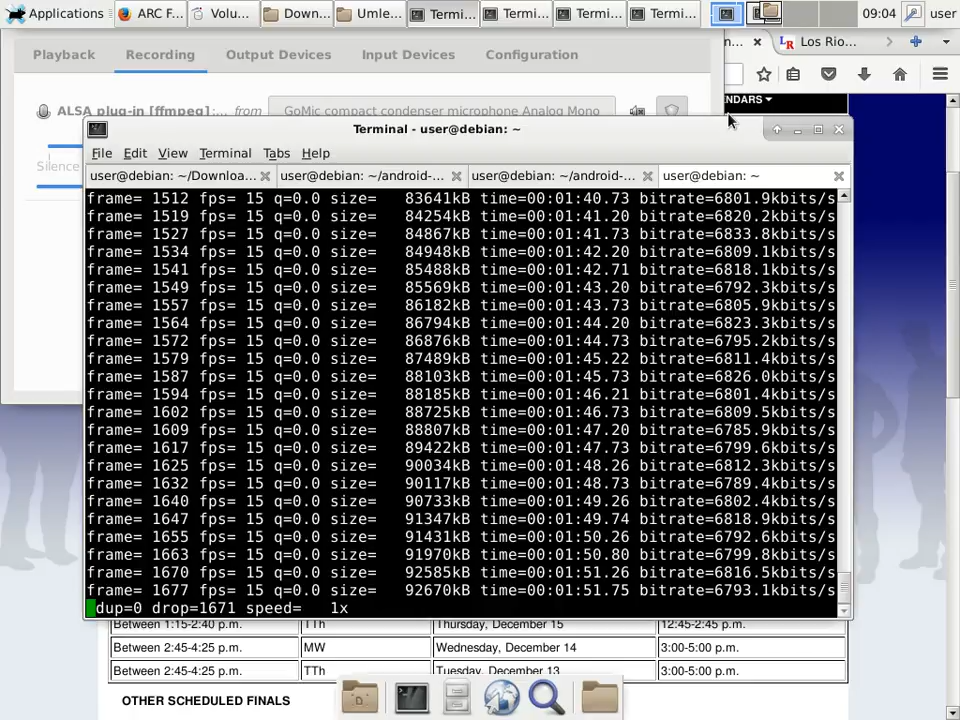 Applications
ARC F...
Volu...
Down...
Umle...
Termi...
Termi...
Termi...
Termi...
09:04
user
Playback
Recording
Output Devices
Input Devices
Configuration
n...
Los Rio...
ALSA plug-in [ffmpeg]:... from
GoMic compact condenser microphone Analog Mono
Silence
NDARS
Terminal - user@debian: ~
File Edit View Terminal Tabs Help
user@debian: ~/Downloa...
user@debian: ~/android-...
user@debian: ~/android-...
user@debian: ~
frame= 1512 fps= 15 q=0.0 size= 83641kB time=00:01:40.73 bitrate=6801.9kbits/s
frame= 1519 fps= 15 q=0.0 size= 84254kB time=00:01:41.20 bitrate=6820.2kbits/s
frame= 1527 fps= 15 q=0.0 size= 84867kB time=00:01:41.73 bitrate=6833.8kbits/s
frame= 1534 fps= 15 q=0.0 size= 84948kB time=00:01:42.20 bitrate=6809.1kbits/s
frame= 1541 fps= 15 q=0.0 size= 85488kB time=00:01:42.71 bitrate=6818.1kbits/s
frame= 1549 fps= 15 q=0.0 size= 85569kB time=00:01:43.20 bitrate=6792.3kbits/s
frame= 1557 fps= 15 q=0.0 size= 86182kB time=00:01:43.73 bitrate=6805.9kbits/s
frame= 1564 fps= 15 q=0.0 size= 86794kB time=00:01:44.20 bitrate=6823.3kbits/s
frame= 1572 fps= 15 q=0.0 size= 86876kB time=00:01:44.73 bitrate=6795.2kbits/s
frame= 1579 fps= 15 q=0.0 size= 87489kB time=00:01:45.22 bitrate=6811.4kbits/s
frame= 1587 fps= 15 q=0.0 size= 88103kB time=00:01:45.73 bitrate=6826.0kbits/s
frame= 1594 fps= 15 q=0.0 size= 88185kB time=00:01:46.21 bitrate=6801.4kbits/s
frame= 1602 fps= 15 q=0.0 size= 88725kB time=00:01:46.73 bitrate=6809.5kbits/s
frame= 1609 fps= 15 q=0.0 size= 88807kB time=00:01:47.20 bitrate=6785.9kbits/s
frame= 1617 fps= 15 q=0.0 size= 89422kB time=00:01:47.73 bitrate=6799.6kbits/s
frame= 1625 fps= 15 q=0.0 size= 90034kB time=00:01:48.26 bitrate=6812.3kbits/s
frame= 1632 fps= 15 q=0.0 size= 90117kB time=00:01:48.73 bitrate=6789.4kbits/s
frame= 1640 fps= 15 q=0.0 size= 90733kB time=00:01:49.26 bitrate=6802.4kbits/s
frame= 1647 fps= 15 q=0.0 size= 91347kB time=00:01:49.74 bitrate=6818.9kbits/s
frame= 1655 fps= 15 q=0.0 size= 91431kB time=00:01:50.26 bitrate=6792.6kbits/s
frame= 1663 fps= 15 q=0.0 size= 91970kB time=00:01:50.80 bitrate=6799.8kbits/s
frame= 1670 fps= 15 q=0.0 size= 92585kB time=00:01:51.26 bitrate=6816.5kbits/s
frame= 1677 fps= 15 q=0.0 size= 92670kB time=00:01:51.75 bitrate=6793.1kbits/s
dup=0 drop=1671 speed= 1x
Between 1:15-2:40 p.m. TTh Thursday, December 15 12:45-2:45 p.m.
Between 2:45-4:25 p.m. MW Wednesday, December 14 3:00-5:00 p.m.
Between 2:45-4:25 p.m. TTh Tuesday, December 13 3:00-5:00 p.m.
OTHER SCHEDULED FINALS